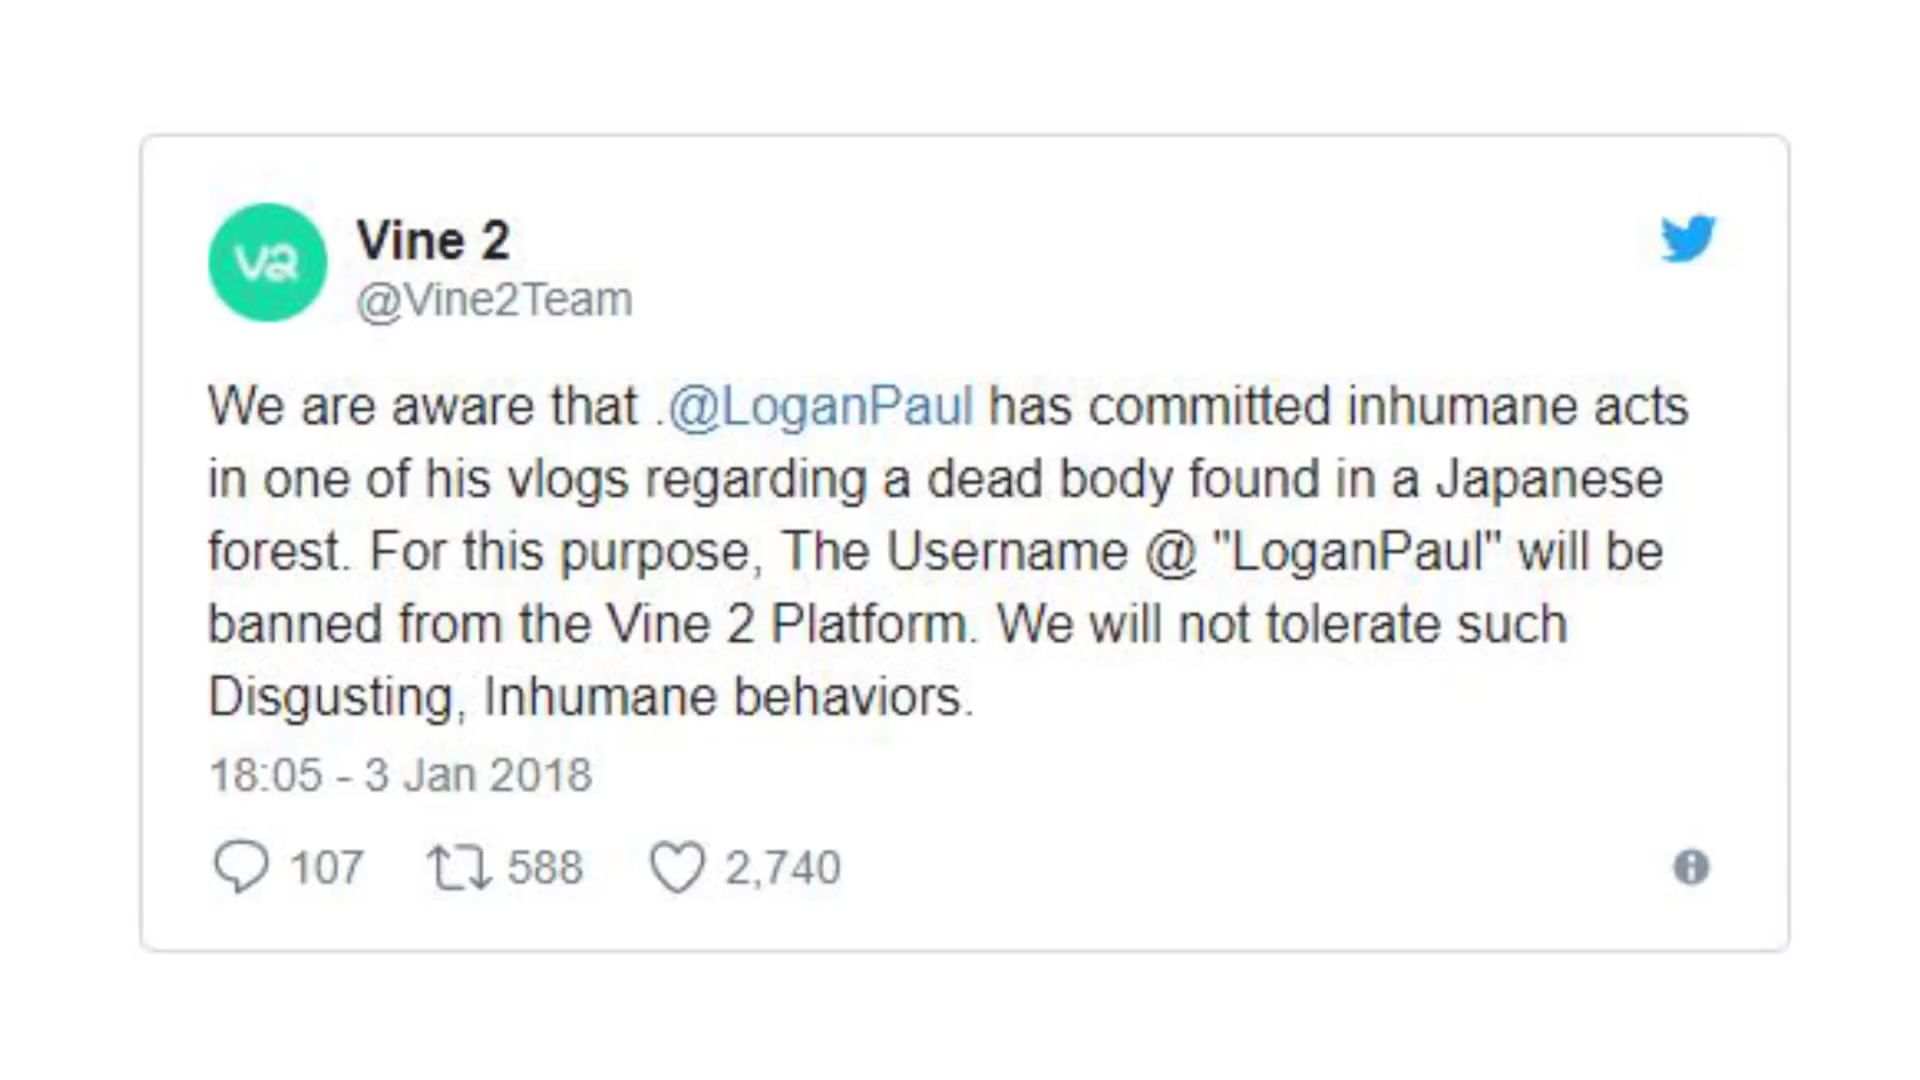 V2
Vine 2
@Vine2Team
We are aware that .@LoganPaul has committed inhumane acts
in one of his vlogs regarding a dead body found in a Japanese
forest. For this purpose, The Username @ "LoganPaul" will be
banned from the Vine 2 Platform. We will not tolerate such
Disgusting, Inhumane behaviors.
18:05 - 3 Jan 2018
107 588 2,740